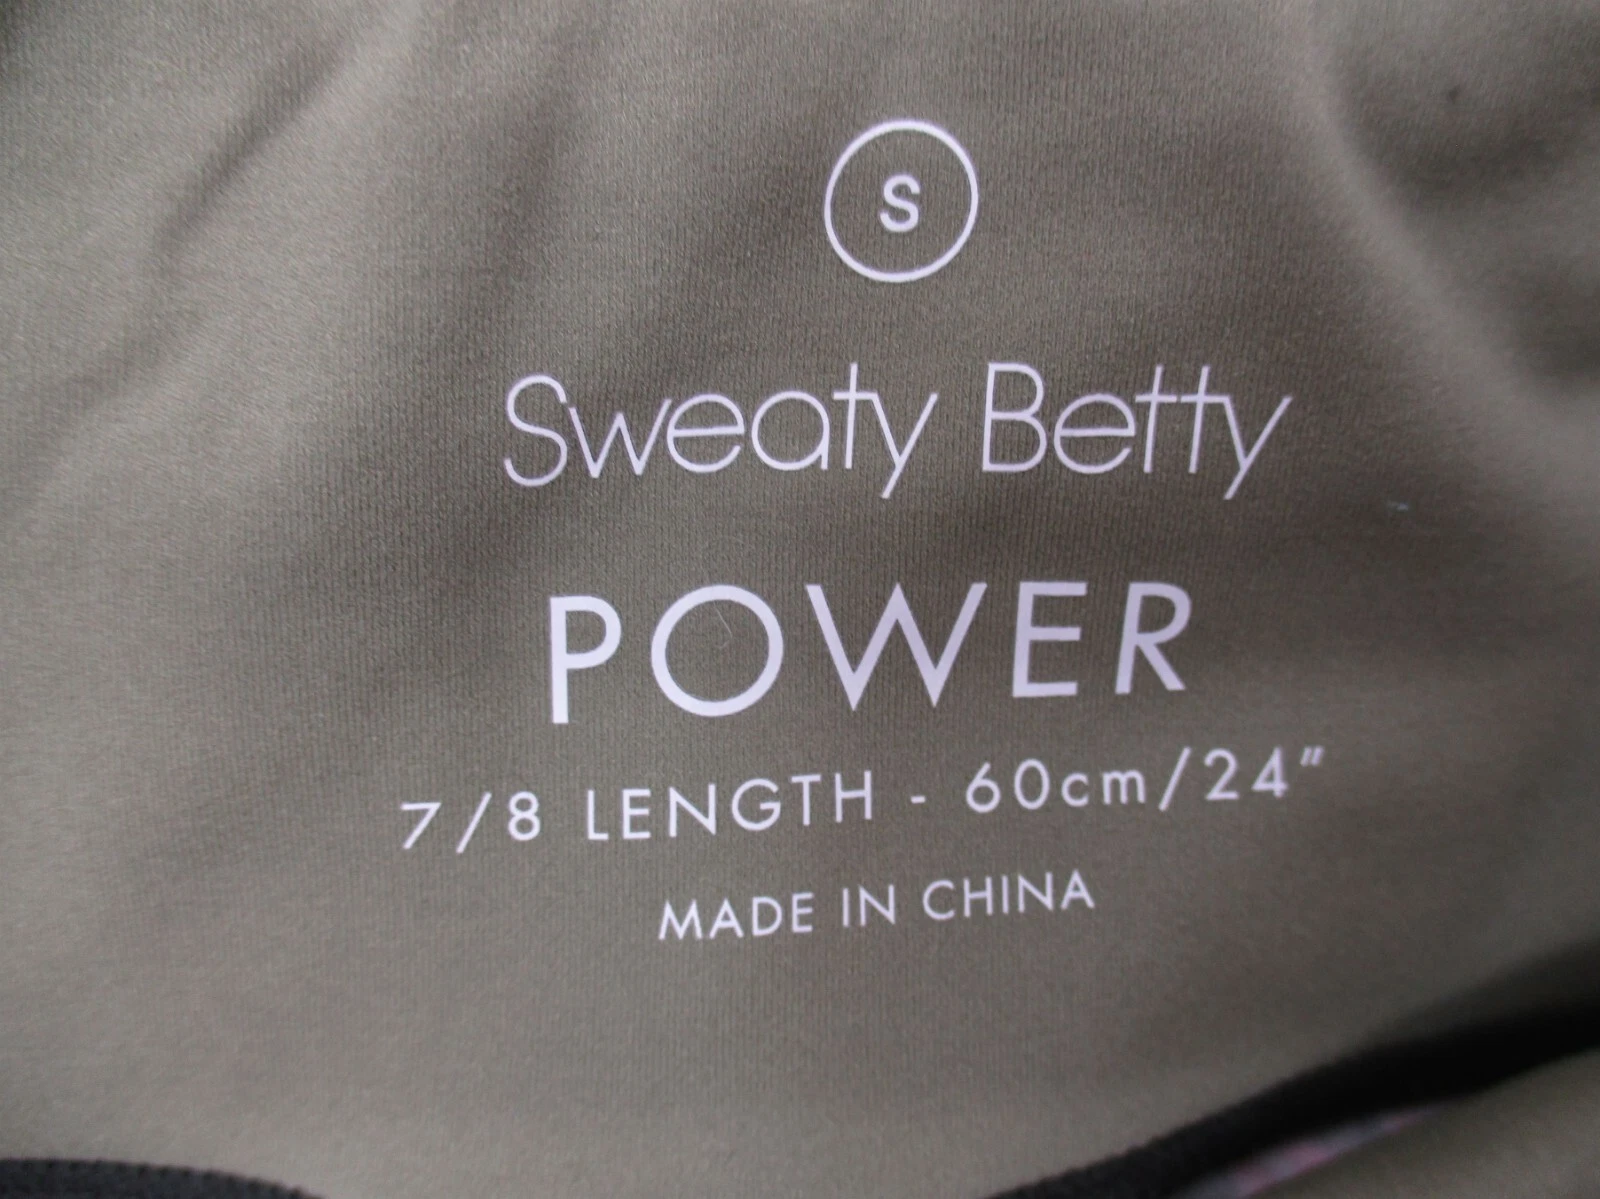 S
Sweaty Betty
POWER
7/8 LENGTH - 60cm/24"
MADE IN CHINA